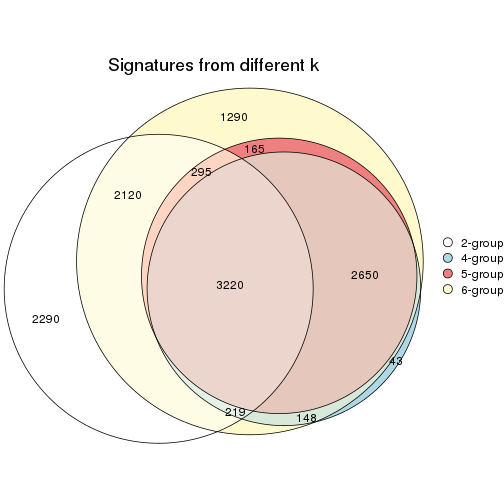 Signatures from different k
1290
165
295
2120
2650
3220
2290
43
219
148
2-group
4-group
5-group
6-group